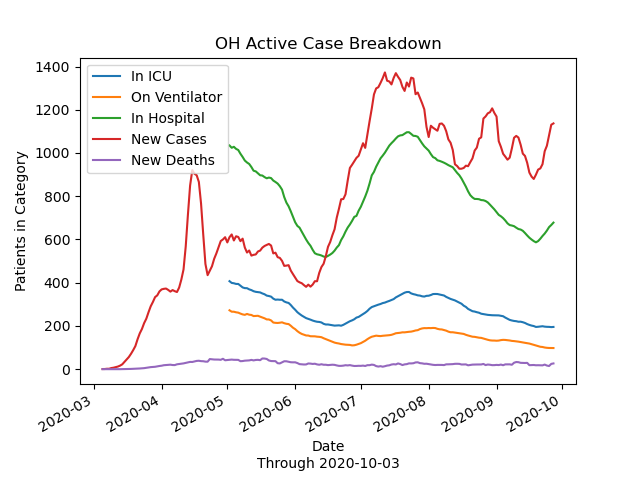 OH Active Case Breakdown
In ICU
On Ventilator
In Hospital
New Cases
New Deaths
Patients in Category
1400
1200
1000
800
600
400
200
0
2020-03
2020-04
2020-05
2020-06
2020-07
2020-08
2020-09
2020-10
Date
Through 2020-10-03